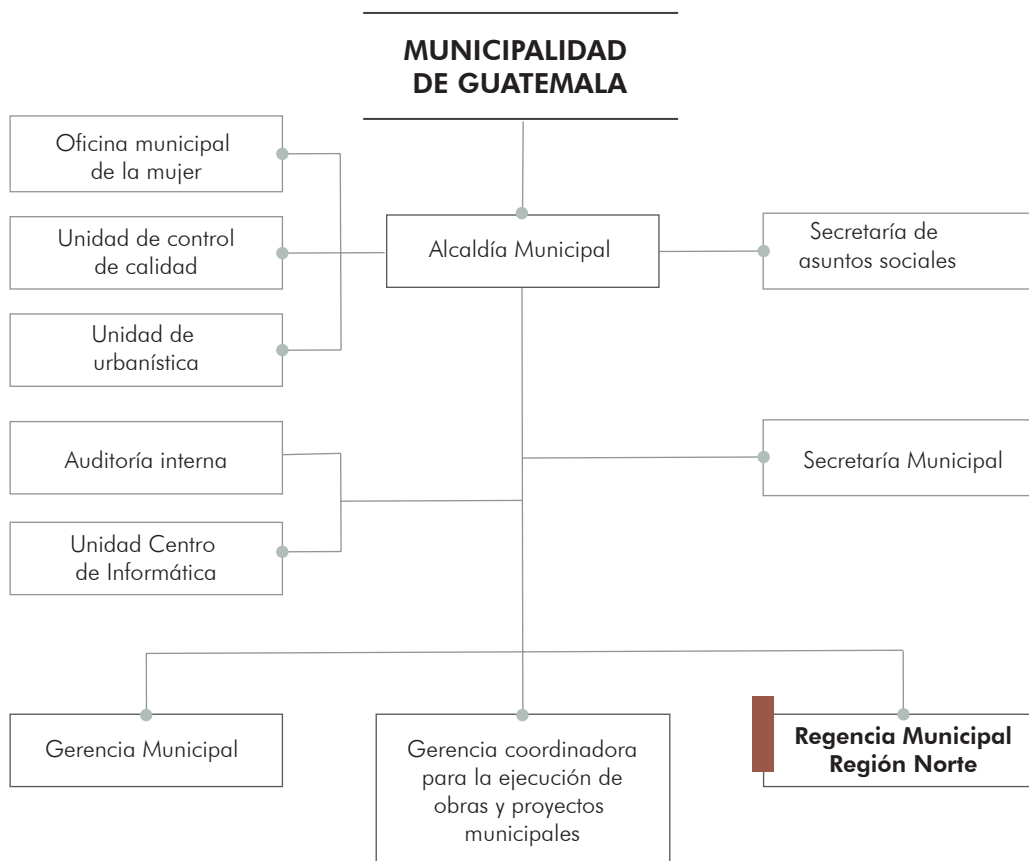 MUNICIPALIDAD
DE GUATEMALA
Oficina municipal
de la mujer
Unidad de control
de calidad
Alcaldía Municipal
Secretaría de
asuntos sociales
Unidad de
urbanística
Auditoría interna
Secretaría Municipal
Unidad Centro
de Informática
Gerencia Municipal
Gerencia coordinadora
para la ejecución de
obras y proyectos
municipales
Regencia Municipal
Región Norte